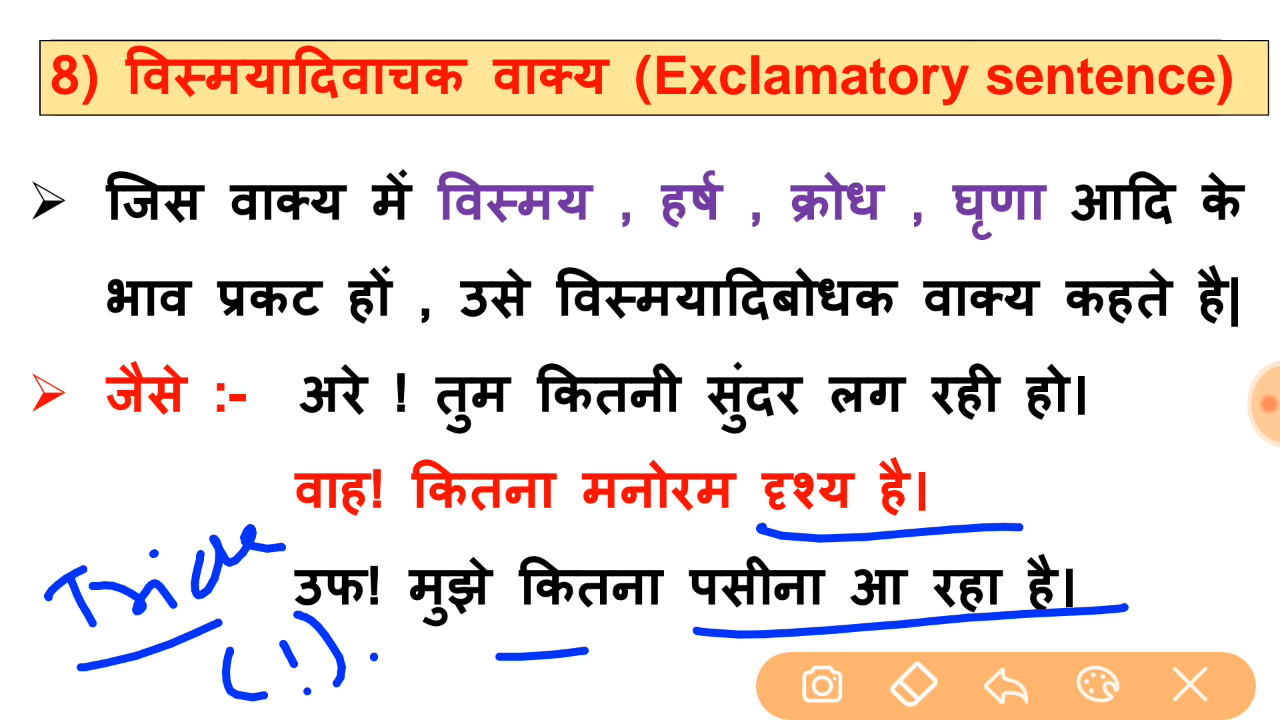 8) विस्मयादिवाचक वाक्य (Exclamatory sentence)
➢ जिस वाक्य में विस्मय , हर्ष , क्रोध , घृणा आदि के
भाव प्रकट हों , उसे विस्मयादिबोधक वाक्य कहते है|
➢ जैसे :- अरे ! तुम कितनी सुंदर लग रही हो।
वाह! कितना मनोरम दृश्य है।
उफ! मुझे कितना पसीना आ रहा है।
(!).